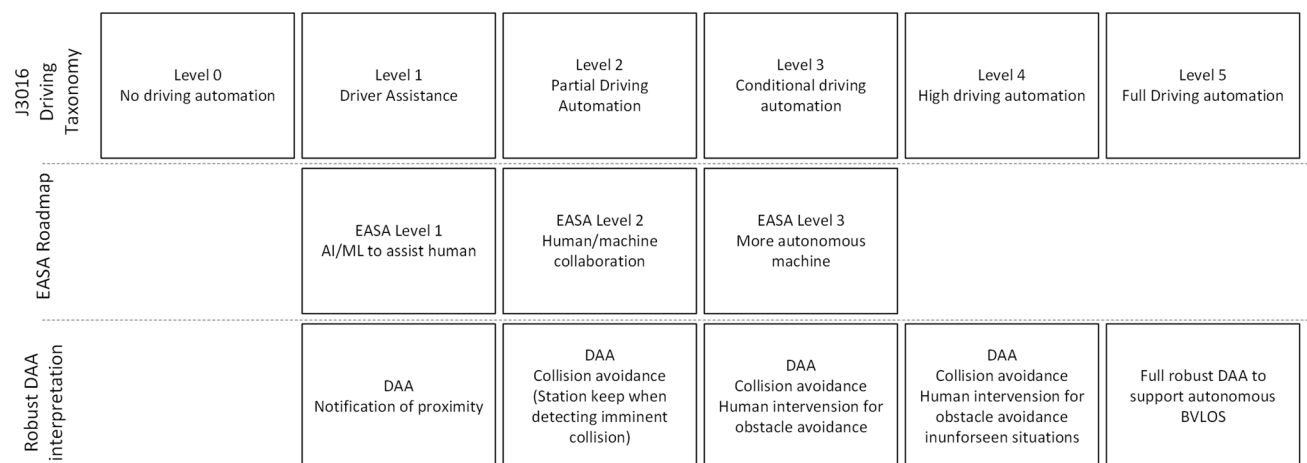 J3016
Driving
Taxonomy
Level 0
No driving automation
Level 1
Driver Assistance
Level 2
Partial Driving
Automation
Level 3
Conditional driving
automation
Level 4
High driving automation
Level 5
Full Driving automation
EASA Roadmap
EASA Level 1
AI/ML to assist human
EASA Level 2
Human/machine
collaboration
EASA Level 3
More autonomous
machine
Robust DAA
interpretation
DAA
Notification of proximity
DAA
Collision avoidance
(Station keep when
detecting imminent
collision)
DAA
Collision avoidance
Human intervention for
obstacle avoidance
DAA
Collision avoidance
Human intervention for
obstacle avoidance
inunforseen situations
Full robust DAA to
support autonomous
BVLOS